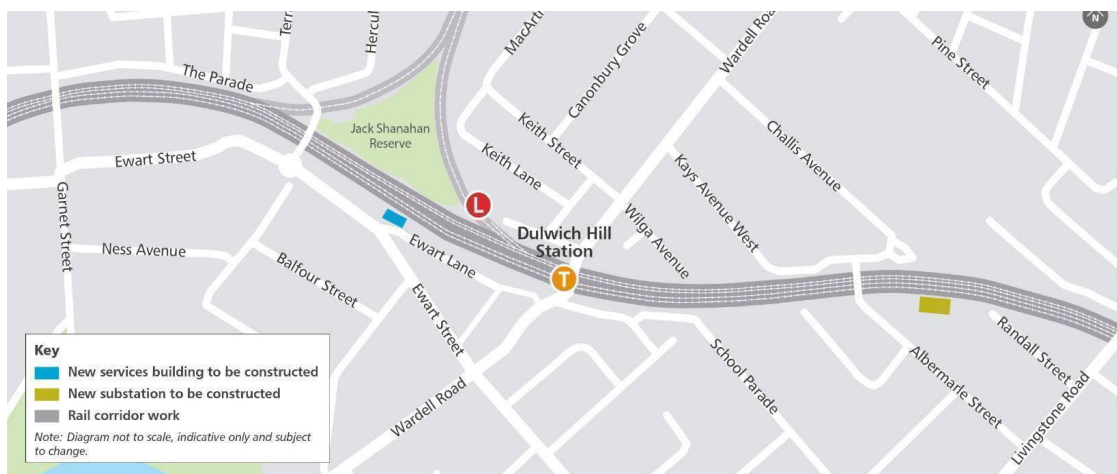 N
Terra
Hercul
MacArth
Wardell Road
Pine Street
The Parade
Canonbury Grove
Jack Shanahan
Reserve
Keith Street
Challis Avenue
Ewart Street
Keith Lane
Kays Avenue West
Garnet Street
L
Wilga Avenue
Dulwich Hill
Station
T
Ness Avenue
Ewart Lane
Balfour Street
Ewart Street
Randall Street
School Parade
Albermarle Street
Wardell Road
Livingstone Road
Key
New services building to be constructed
New substation to be constructed
Rail corridor work
Note: Diagram not to scale, indicative only and subject
to change.